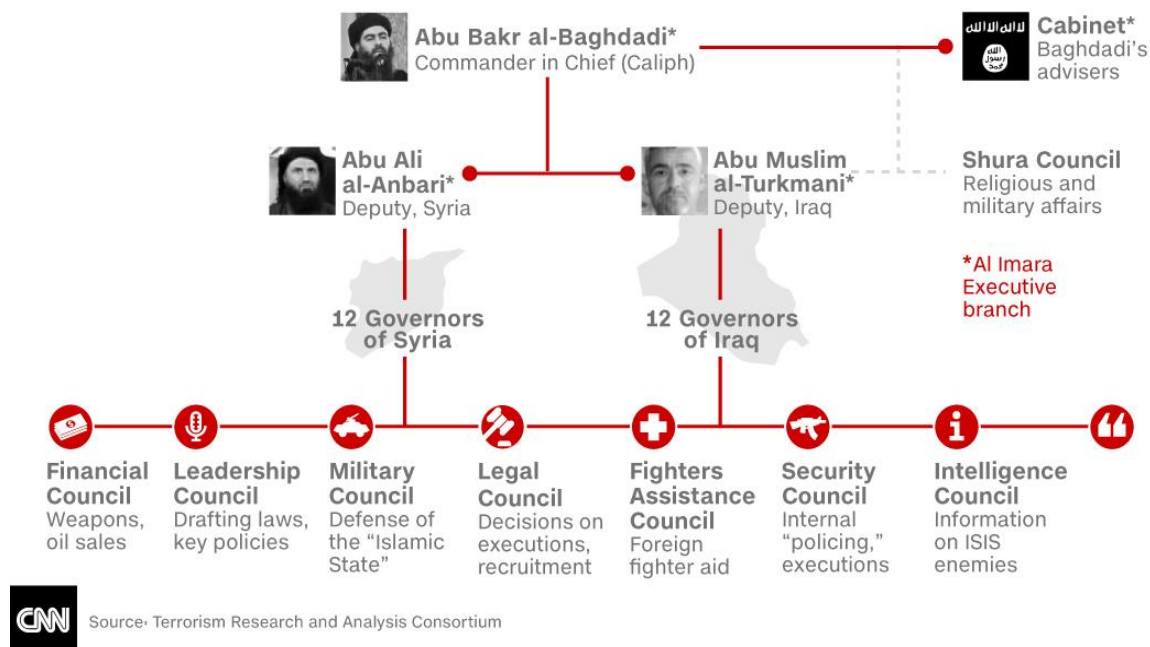 Abu Bakr al-Baghdadi*
Commander in Chief (Caliph)
لا اله الا الله
الله
رسول
محمد
Cabinet*
Baghdadi's
advisers
Abu Ali
al-Anbari*
Deputy, Syria
Abu Muslim
al-Turkmani*
Deputy, Iraq
Shura Council
Religious and
military affairs
*Al Imara
Executive
branch
12 Governors
of Syria
12 Governors
of Iraq
Financial
Council
Weapons,
oil sales
Leadership
Council
Drafting laws,
key policies
Military
Council
Defense of
the “Islamic
State”
Legal
Council
Decisions on
executions,
recruitment
Fighters
Assistance
Council
Foreign
fighter aid
Security
Council
Internal
“policing,”
executions
Intelligence
Council
Information
on ISIS
enemies
CNN
Source: Terrorism Research and Analysis Consortium